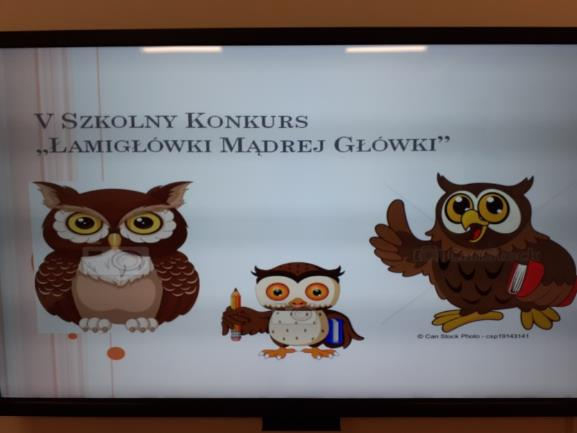 V Szkolny Konkurs
„Łamigłówki Mądrej Główki”
© Can Stock Photo - csp19143141